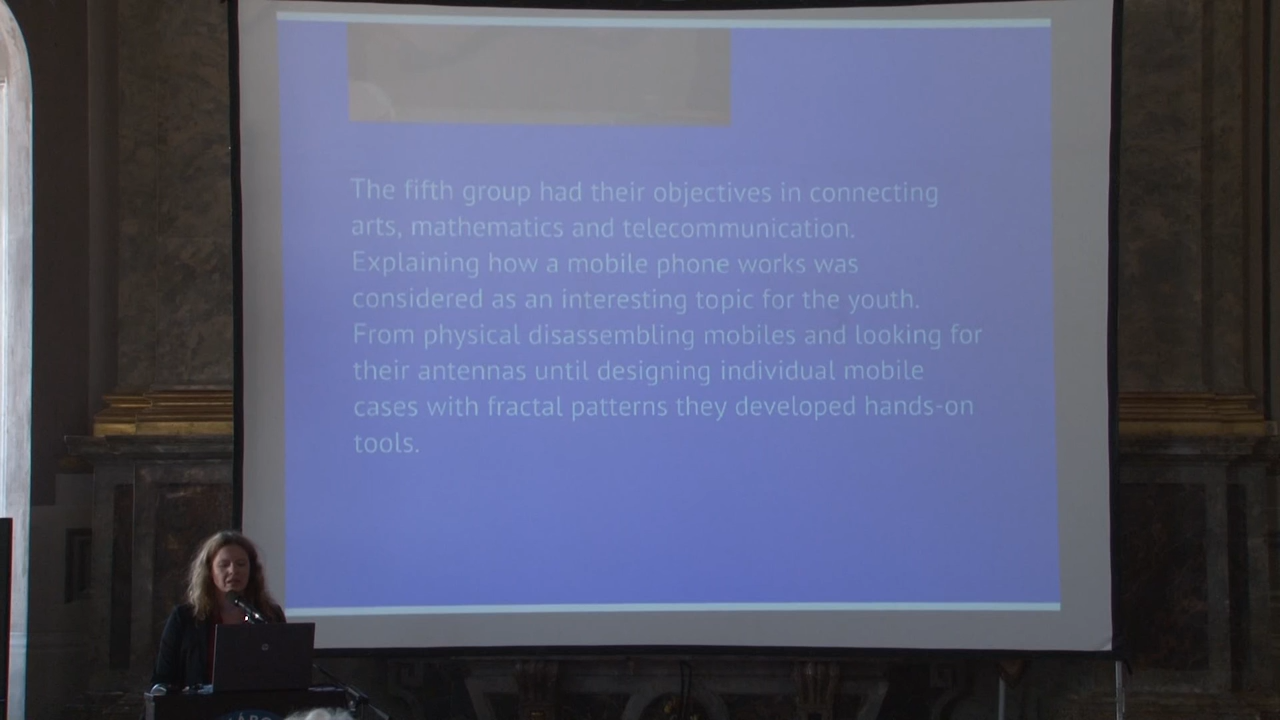 The fifth group had their objectives in connecting
arts, mathematics and telecommunication.
Explaining how a mobile phone works was
considered as an interesting topic for the youth.
From physical disassembling mobiles and looking for
their antennas until designing individual mobile
cases with fractal patterns they developed hands-on
tools.